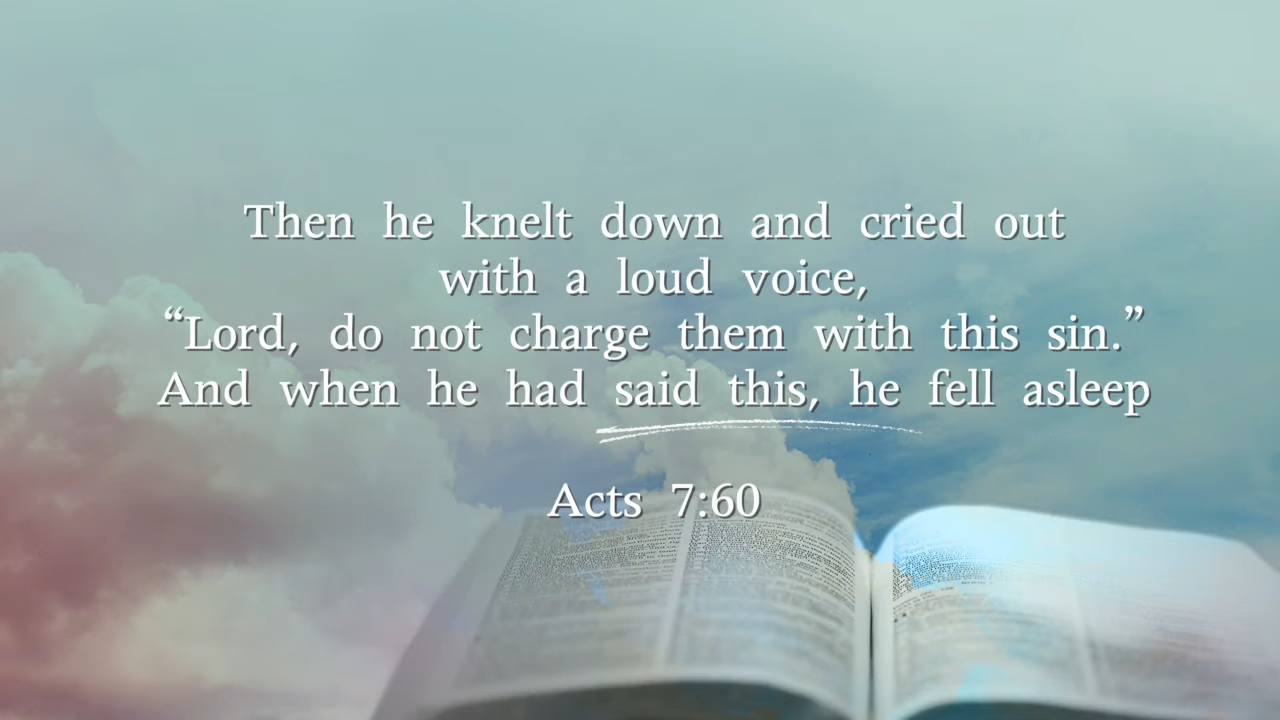 Then he knelt down and cried out
with a loud voice,
“Lord, do not charge them with this sin.”
And when he had said this, he fell asleep
Acts 7:60